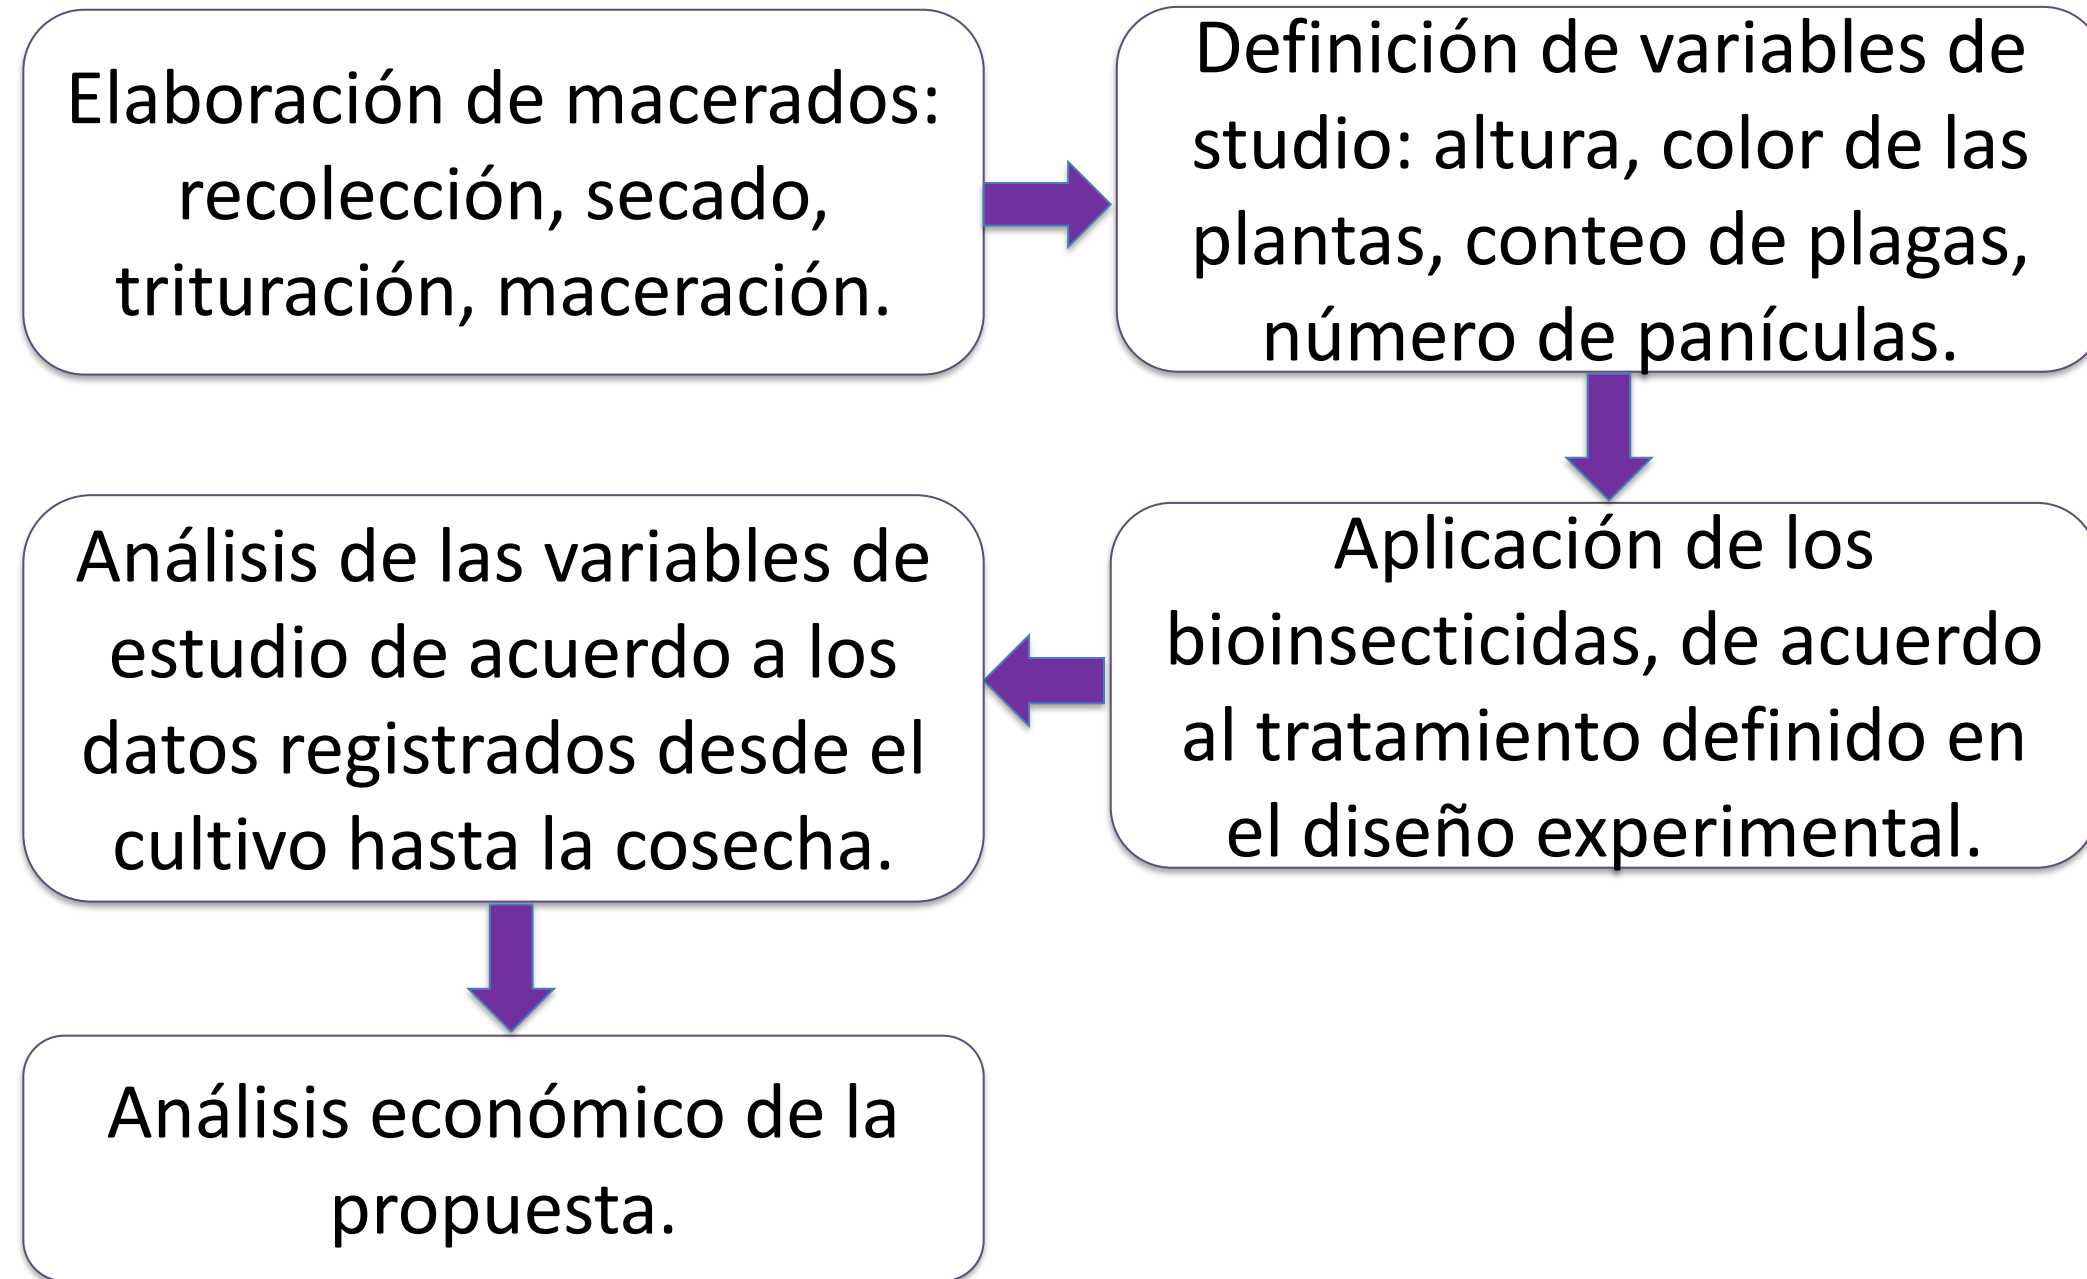 Elaboración de macerados:
recolección, secado,
trituración, maceración.
Definición de variables de
studio: altura, color de las
plantas, conteo de plagas,
número de panículas.
Aplicación de los
bioinsecticidas, de acuerdo
al tratamiento definido en
el diseño experimental.
Análisis de las variables de
estudio de acuerdo a los
datos registrados desde el
cultivo hasta la cosecha.
Análisis económico de la
propuesta.